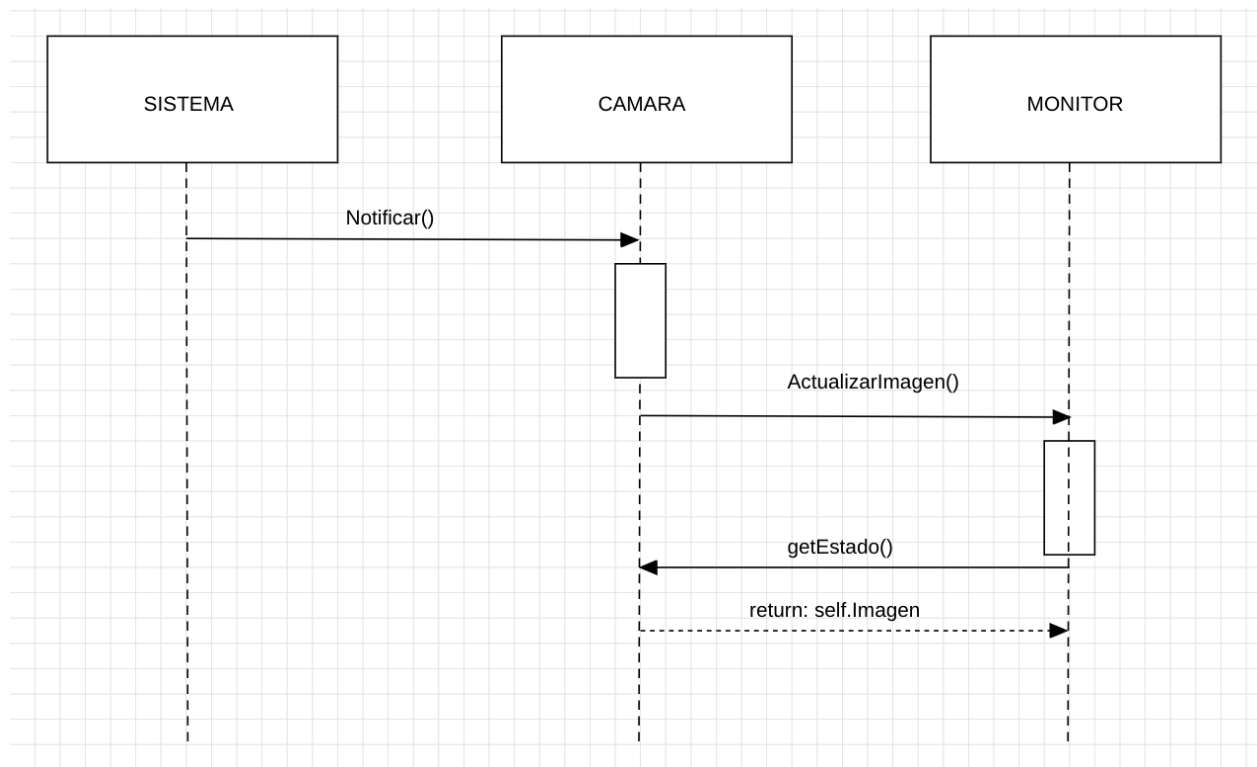 SISTEMA
CAMARA
MONITOR
Notificar()
ActualizarImagen()
getEstado()
return: self.Imagen